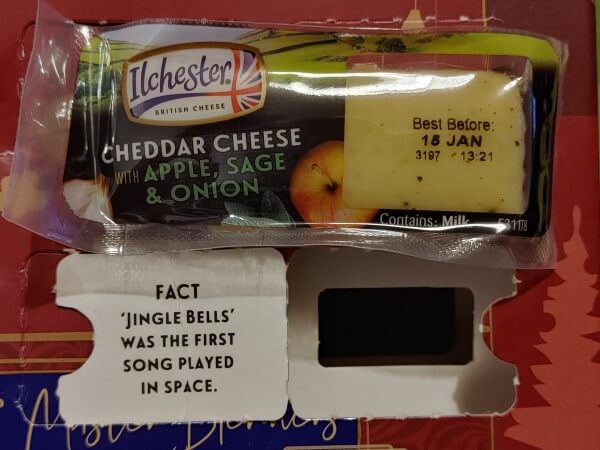 Ilchester
BRITISH CHEESE
CHEDDAR CHEESE
WITH APPLE, SAGE
& ONION
Best Before:
15 JAN
3197 13:21
Contains: Milk
FACT
'JINGLE BELLS'
WAS THE FIRST
SONG PLAYED
IN SPACE.